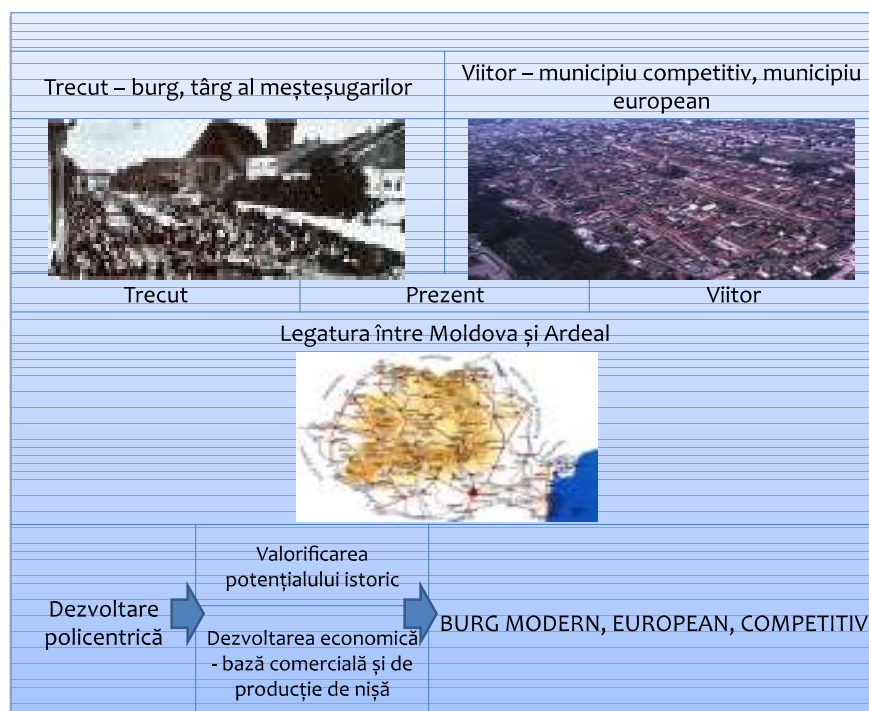 Trecut – burg, târg al meșteșugarilor
Viitor – municipiu competitiv, municipiu
european
Trecut
Prezent
Viitor
Legatura între Moldova și Ardeal
Dezvoltare
policentrică
Valorificarea
potențialului istoric
Dezvoltarea economică
- bază comercială și de
producție de nișă
BURG MODERN, EUROPEAN, COMPETITIV